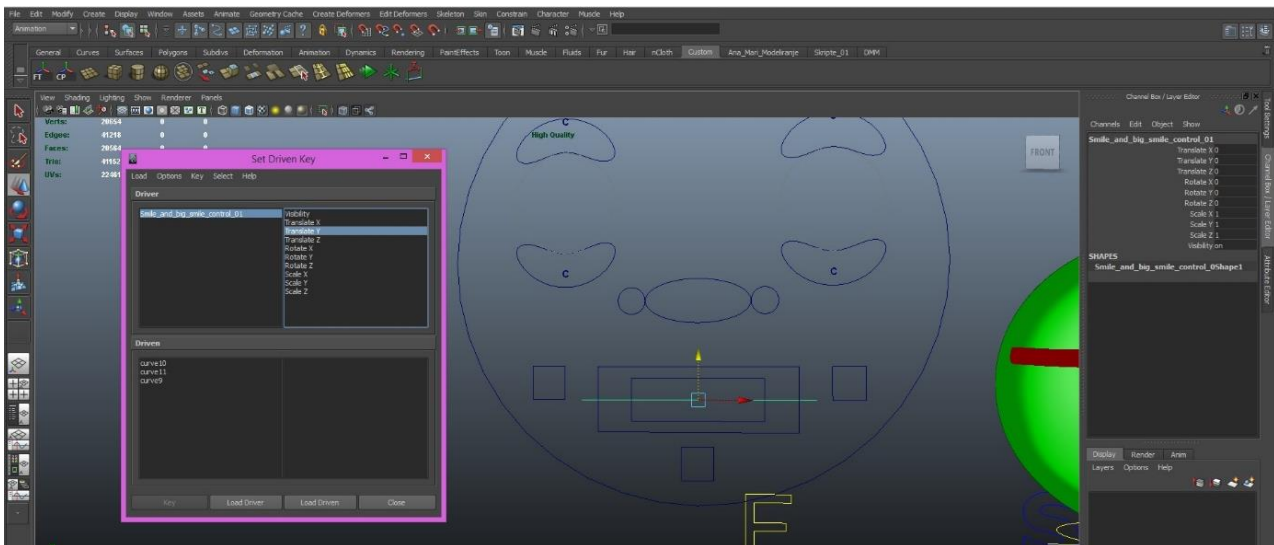 File Edit Modify Create Display Window Assets Animate Geometry Cache Create Deformers Edit Deformers Skeleton Skin Constrain Character Muscle Help
Animation
General Curves Surfaces Polygons Subdivs Deformation Animation Dynamics Rendering PaintEffects Toon Muscle Fluids Fur Hair nCloth Custom Ana_Mari_Modeliranje Skripte_01 DMM
FT CP
View Shading Lighting Show Renderer Panels
Verts: 20654 0 0
Edges: 41218 0 0
Faces: 20564 0 0
Tris: 41152
UVs:
High Quality
C
FRONT
Set Driven Key
Load Options Key Select Help
Driver
Smile_and_big_smile_control_01
Visibility
Translate X
Translate Y
Translate Z
Rotate X
Rotate Y
Rotate Z
Scale X
Scale Y
Scale Z
Driven
curve10
curve11
curve9
Key Load Driver Load Driven Close
C C
F
S
Channel Box / Layer Editor
Channels Edit Object Show
Smile_and_big_smile_control_01
Translate X 0
Translate Y 0
Translate Z 0
Rotate X 0
Rotate Y 0
Rotate Z 0
Scale X 1
Scale Y 1
Scale Z 1
Visibility on
SHAPES
Smile_and_big_smile_control_0Shape1
Display Render Anim
Layers Options Help
Tool Settings
Channel Box / Layer Editor
Attribute Editor